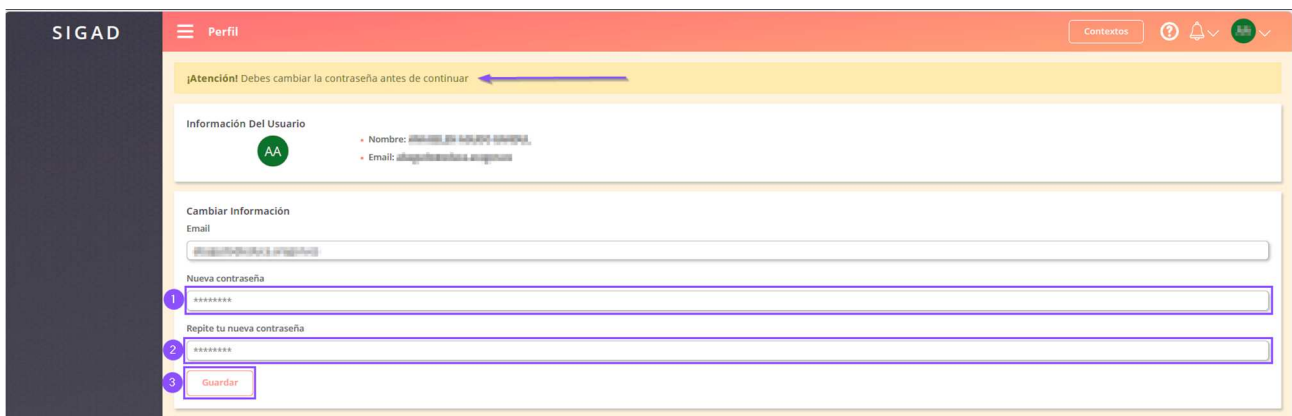 SIGAD
Perfil
Contextos
¡Atención! Debes cambiar la contraseña antes de continuar
Información Del Usuario
AA
Nombre:
Email:
Cambiar Información
Email
Nueva contraseña
1
********
Repite tu nueva contraseña
2
********
3
Guardar